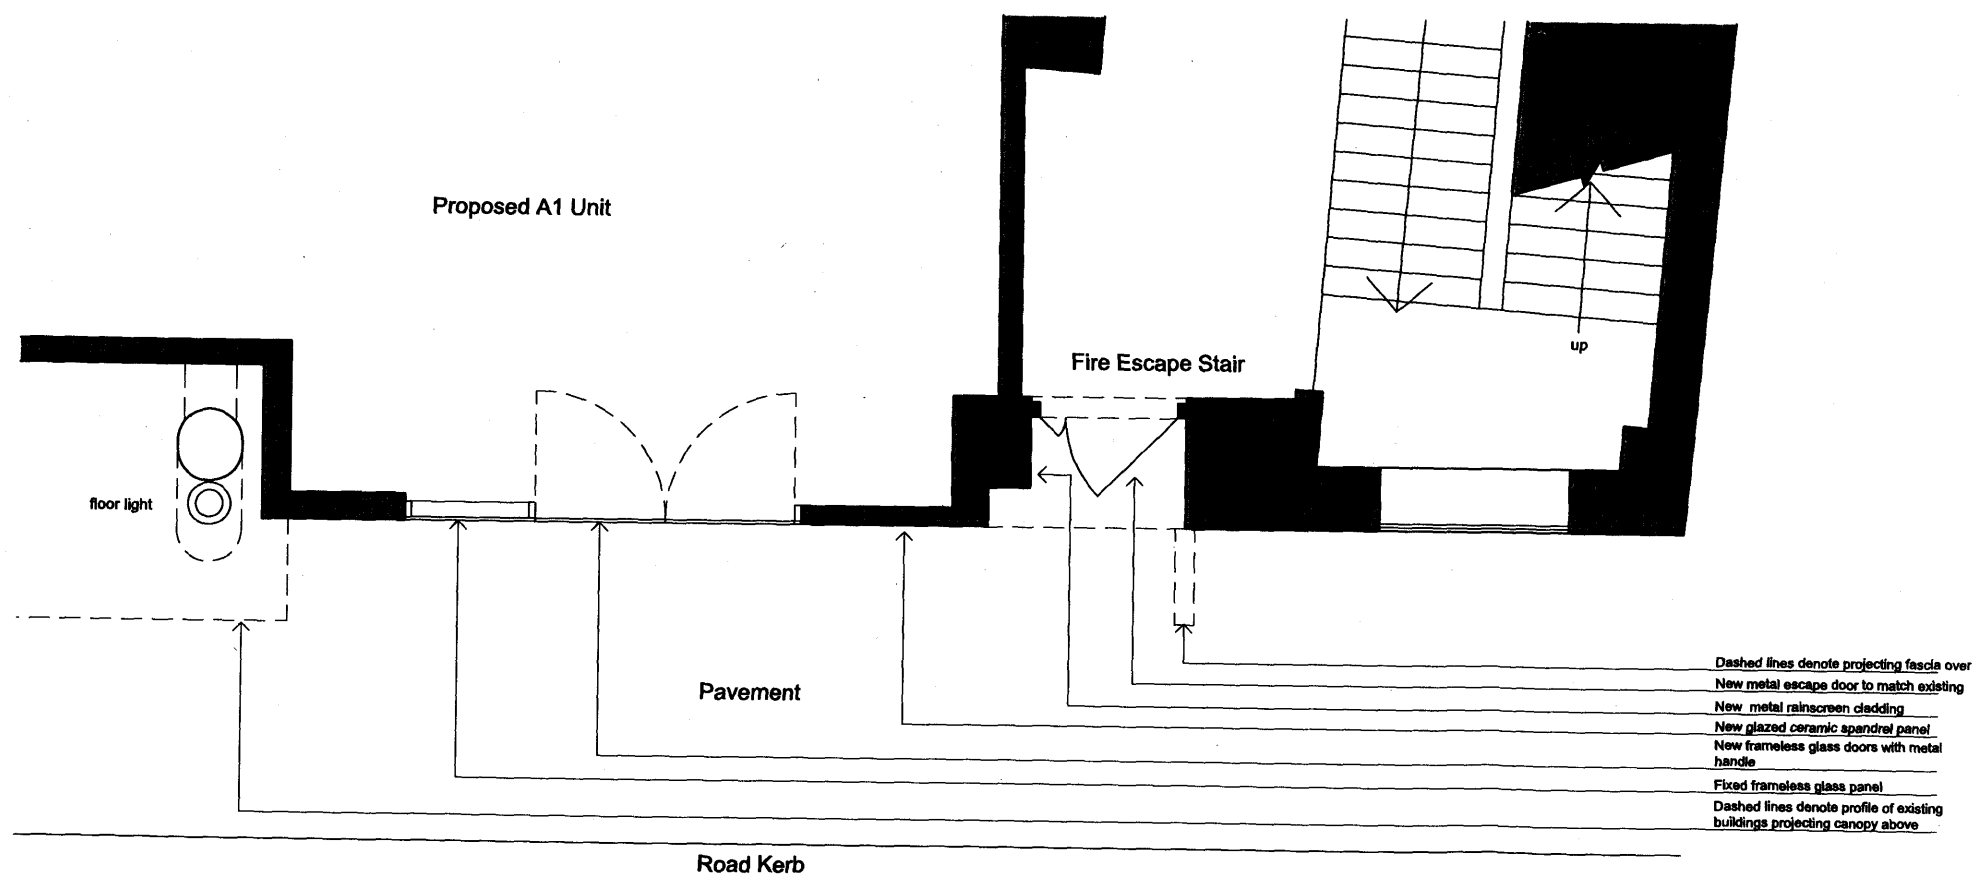 Proposed A1 Unit
Fire Escape Stair
up
floor light
Pavement
Dashed lines denote projecting fascia over
New metal escape door to match existing
New metal rainscreen cladding
New glazed ceramic spandrel panel
New frameless glass doors with metal
handle
Fixed frameless glass panel
Dashed lines denote profile of existing
buildings projecting canopy above
Road Kerb